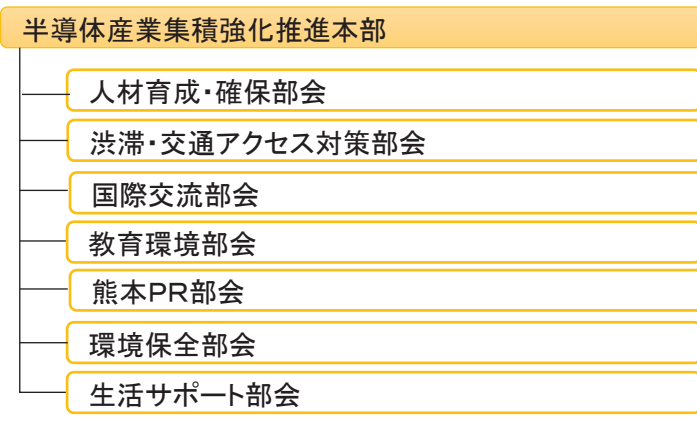 半導体産業集積強化推進本部
人材育成・確保部会
渋滞・交通アクセス対策部会
国際交流部会
教育環境部会
熊本PR部会
環境保全部会
生活サポート部会